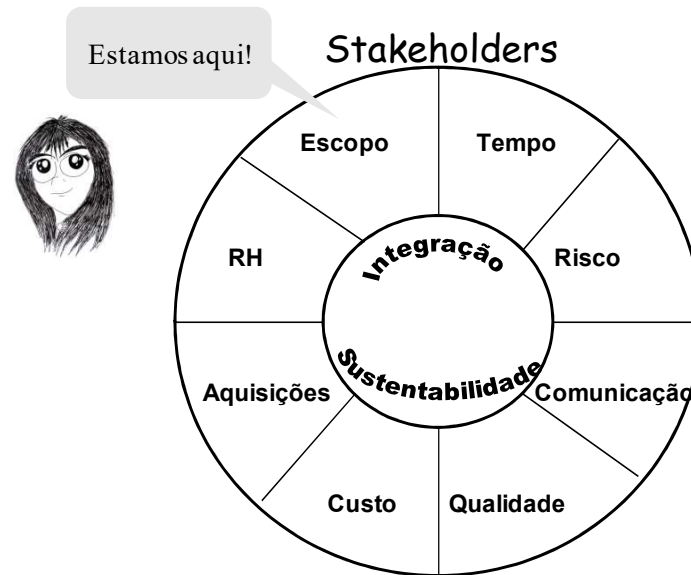 Estamos aqui!
Stakeholders
Escopo
Tempo
RH
Integração
Risco
Aquisições
Sustentabilidade
Comunicação
Custo
Qualidade